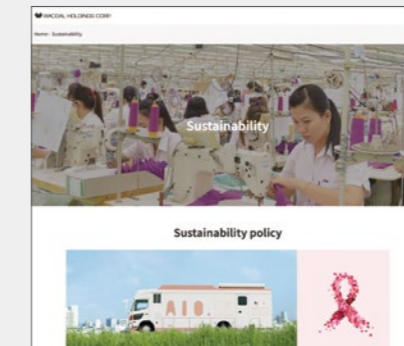 WACOAL HOLDINGS CORP.
Home › Sustainability
Sustainability
Sustainability policy
AIO